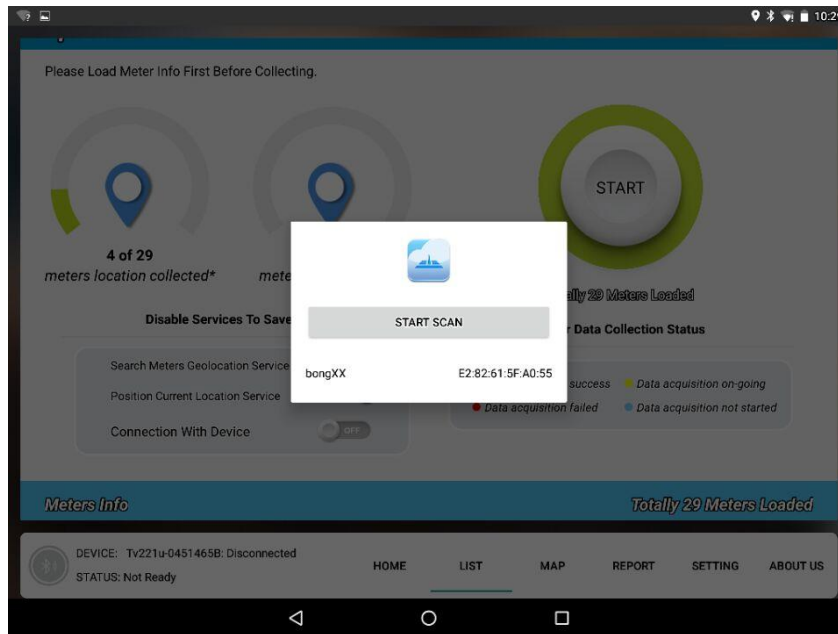 10:29
Please Load Meter Info First Before Collecting.
START
4 of 29
meters location collected*
Totally 29 Meters Loaded
Disable Services To Save
Data Collection Status
START SCAN
bongXX E2:82:61:5F:A0:55
Search Meters Geolocation Service
Position Current Location Service
Connection With Device OFF
success Data acquisition on-going
Data acquisition failed Data acquisition not started
Meters Info Totally 29 Meters Loaded
DEVICE: Tv221u-0451465B: Disconnected
STATUS: Not Ready
HOME LIST MAP REPORT SETTING ABOUT US